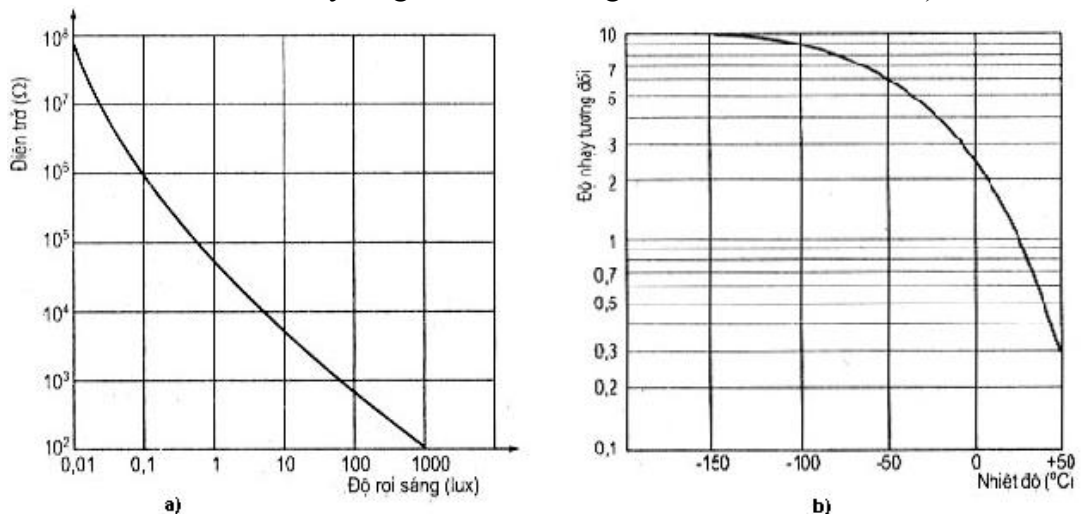 10⁸
10⁷
10⁶
10⁵
10⁴
10³
10²
Điện trở (Ω)
0,01 0,1 1 10 100 1000
Độ rọi sáng (lux)
a)
10
7
5
3
2
1
0,7
0,5
0,3
0,2
0,1
Độ nhạy tương đối
-150 -100 -50 0 +50
Nhiệt độ (⁰C)
b)